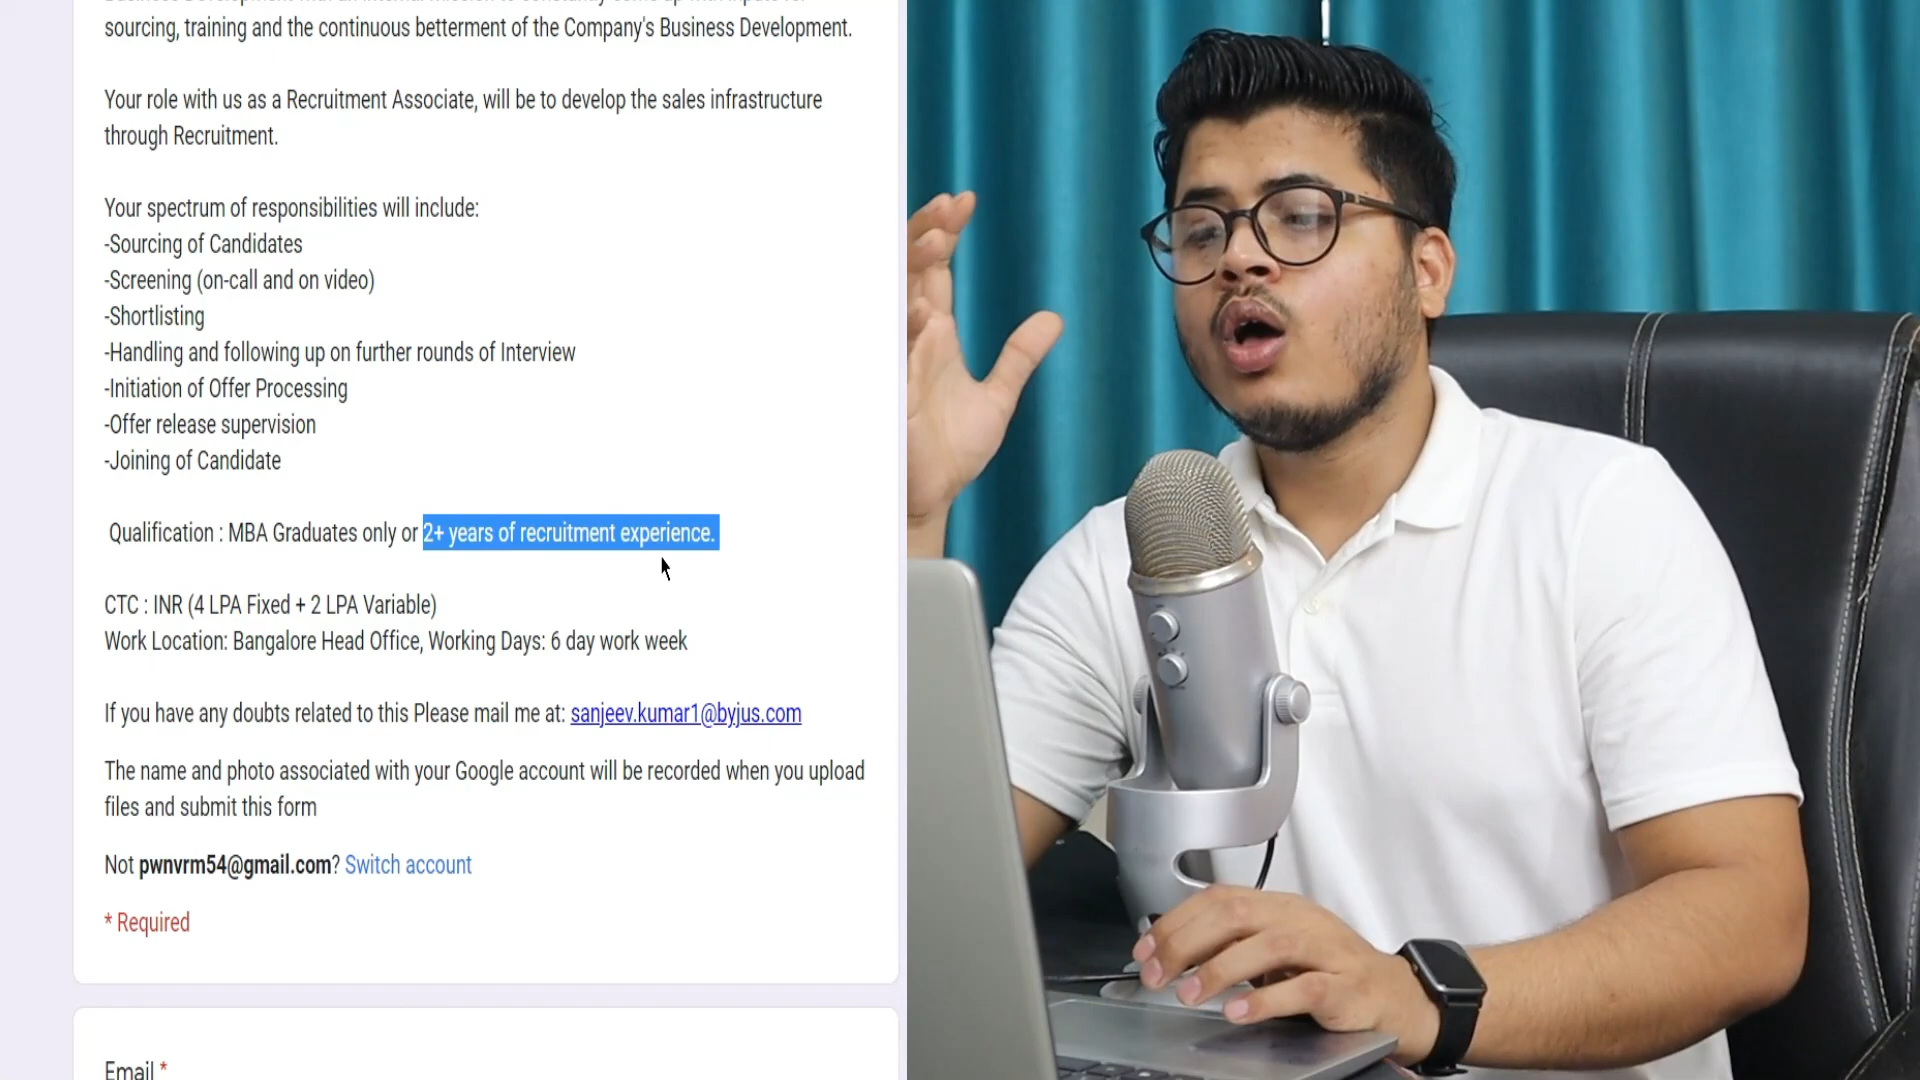 sourcing, training and the continuous betterment of the Company's Business Development.
Your role with us as a Recruitment Associate, will be to develop the sales infrastructure
through Recruitment.
Your spectrum of responsibilities will include:
-Sourcing of Candidates
-Screening (on-call and on video)
-Shortlisting
-Handling and following up on further rounds of Interview
-Initiation of Offer Processing
-Offer release supervision
-Joining of Candidate
Qualification : MBA Graduates only or 2+ years of recruitment experience.
CTC : INR (4 LPA Fixed + 2 LPA Variable)
Work Location: Bangalore Head Office, Working Days: 6 day work week
If you have any doubts related to this Please mail me at: sanjeev.kumar1@byjus.com
The name and photo associated with your Google account will be recorded when you upload
files and submit this form
Not pwnvrm54@gmail.com? Switch account
* Required
Email *